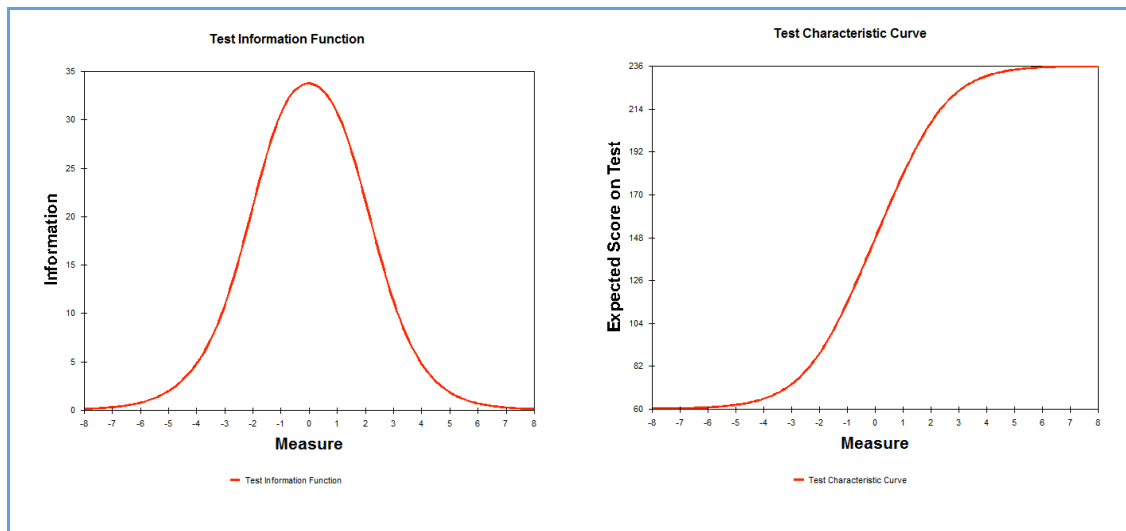 Test Information Function
35
30
25
20
15
10
5
0
Information
-8 -7 -6 -5 -4 -3 -2 -1 0 1 2 3 4 5 6 7 8
Measure
Test Information Function
Test Characteristic Curve
236
214
192
170
148
126
104
82
60
Expected Score on Test
-8 -7 -6 -5 -4 -3 -2 -1 0 1 2 3 4 5 6 7 8
Measure
Test Characteristic Curve